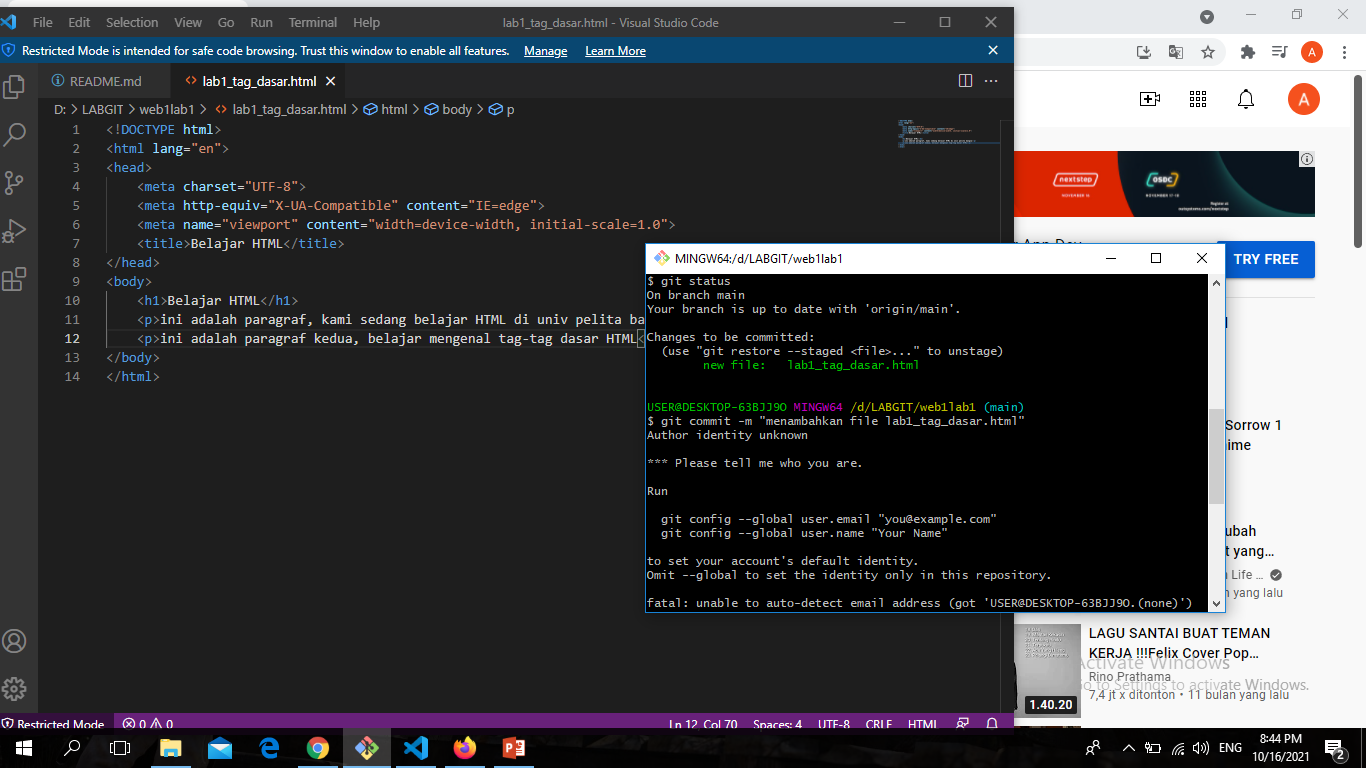 File Edit Selection View Go Run Terminal Help
lab1_tag_dasar.html - Visual Studio Code
Restricted Mode is intended for safe code browsing. Trust this window to enable all features. Manage Learn More
README.md
lab1_tag_dasar.html
D: > LABGIT > web1lab1 > lab1_tag_dasar.html > html > body > p
1 <!DOCTYPE html>
2 <html lang="en">
3 <head>
4 <meta charset="UTF-8">
5 <meta http-equiv="X-UA-Compatible" content="IE=edge">
6 <meta name="viewport" content="width=device-width, initial-scale=1.0">
7 <title>Belajar HTML</title>
8 </head>
9 <body>
10 <h1>Belajar HTML</h1>
11 <p>ini adalah paragraf, kami sedang belajar HTML di univ pelita ba
12 <p>ini adalah paragraf kedua, belajar mengenal tag-tag dasar HTML<
13 </body>
14 </html>
Restricted Mode
0 0
Ln 12, Col 70 Spaces: 4 UTF-8 CRLF HTML
MINGW64:/d/LABGIT/web1lab1
$ git status
On branch main
Your branch is up to date with 'origin/main'.
Changes to be committed:
(use "git restore --staged <file>..." to unstage)
new file: lab1_tag_dasar.html
USER@DESKTOP-63BJJ9O MINGW64 /d/LABGIT/web1lab1 (main)
$ git commit -m "menambahkan file lab1_tag_dasar.html"
Author identity unknown
*** Please tell me who you are.
Run
git config --global user.email "you@example.com"
git config --global user.name "Your Name"
to set your account's default identity.
Omit --global to set the identity only in this repository.
fatal: unable to auto-detect email address (got 'USER@DESKTOP-63BJJ9O.(none)')
A
A
nextstep
NOVEMBER 16
OSDC
NOVEMBER 17-18
Register at
App Dev
TRY FREE
Sorrow 1
ime
ubah
t yang...
Life ...
yang lalu
LAGU SANTAI BUAT TEMAN
KERJA !!!Felix Cover Pop...
Rino Prathama
7,4 jt x ditonton • 11 bulan yang lalu
1.40.20
Activate Windows
Go to Settings to activate Windows.
ENG
8:44 PM
10/16/2021
2